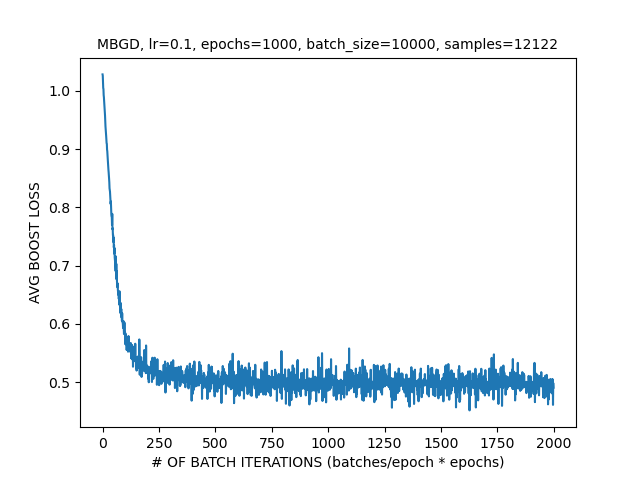 MBGD, lr=0.1, epochs=1000, batch_size=10000, samples=12122
AVG BOOST LOSS
1.0
0.9
0.8
0.7
0.6
0.5
0 250 500 750 1000 1250 1500 1750 2000
# OF BATCH ITERATIONS (batches/epoch * epochs)